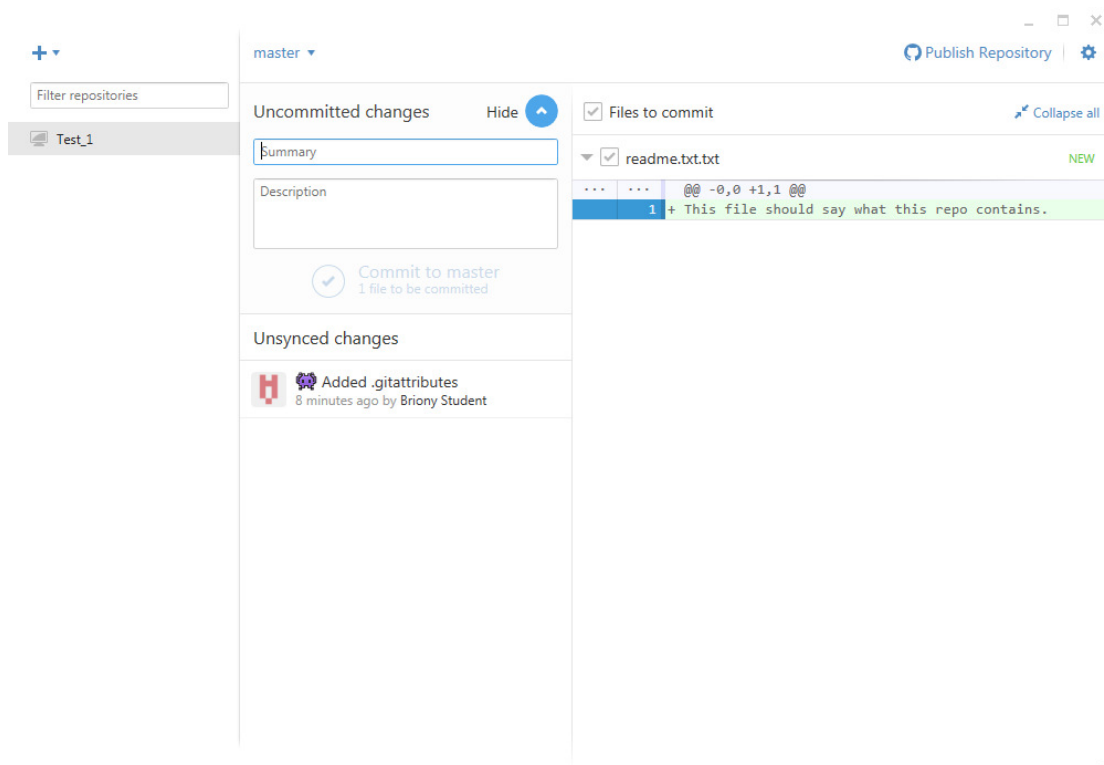 master
Publish Repository
Filter repositories
Test_1
Uncommitted changes
Hide
Summary
Description
Commit to master
1 file to be committed
Unsynced changes
Added .gitattributes
8 minutes ago by Briony Student
Files to commit
Collapse all
readme.txt.txt
NEW
... ... @@ -0,0 +1,1 @@
1 + This file should say what this repo contains.